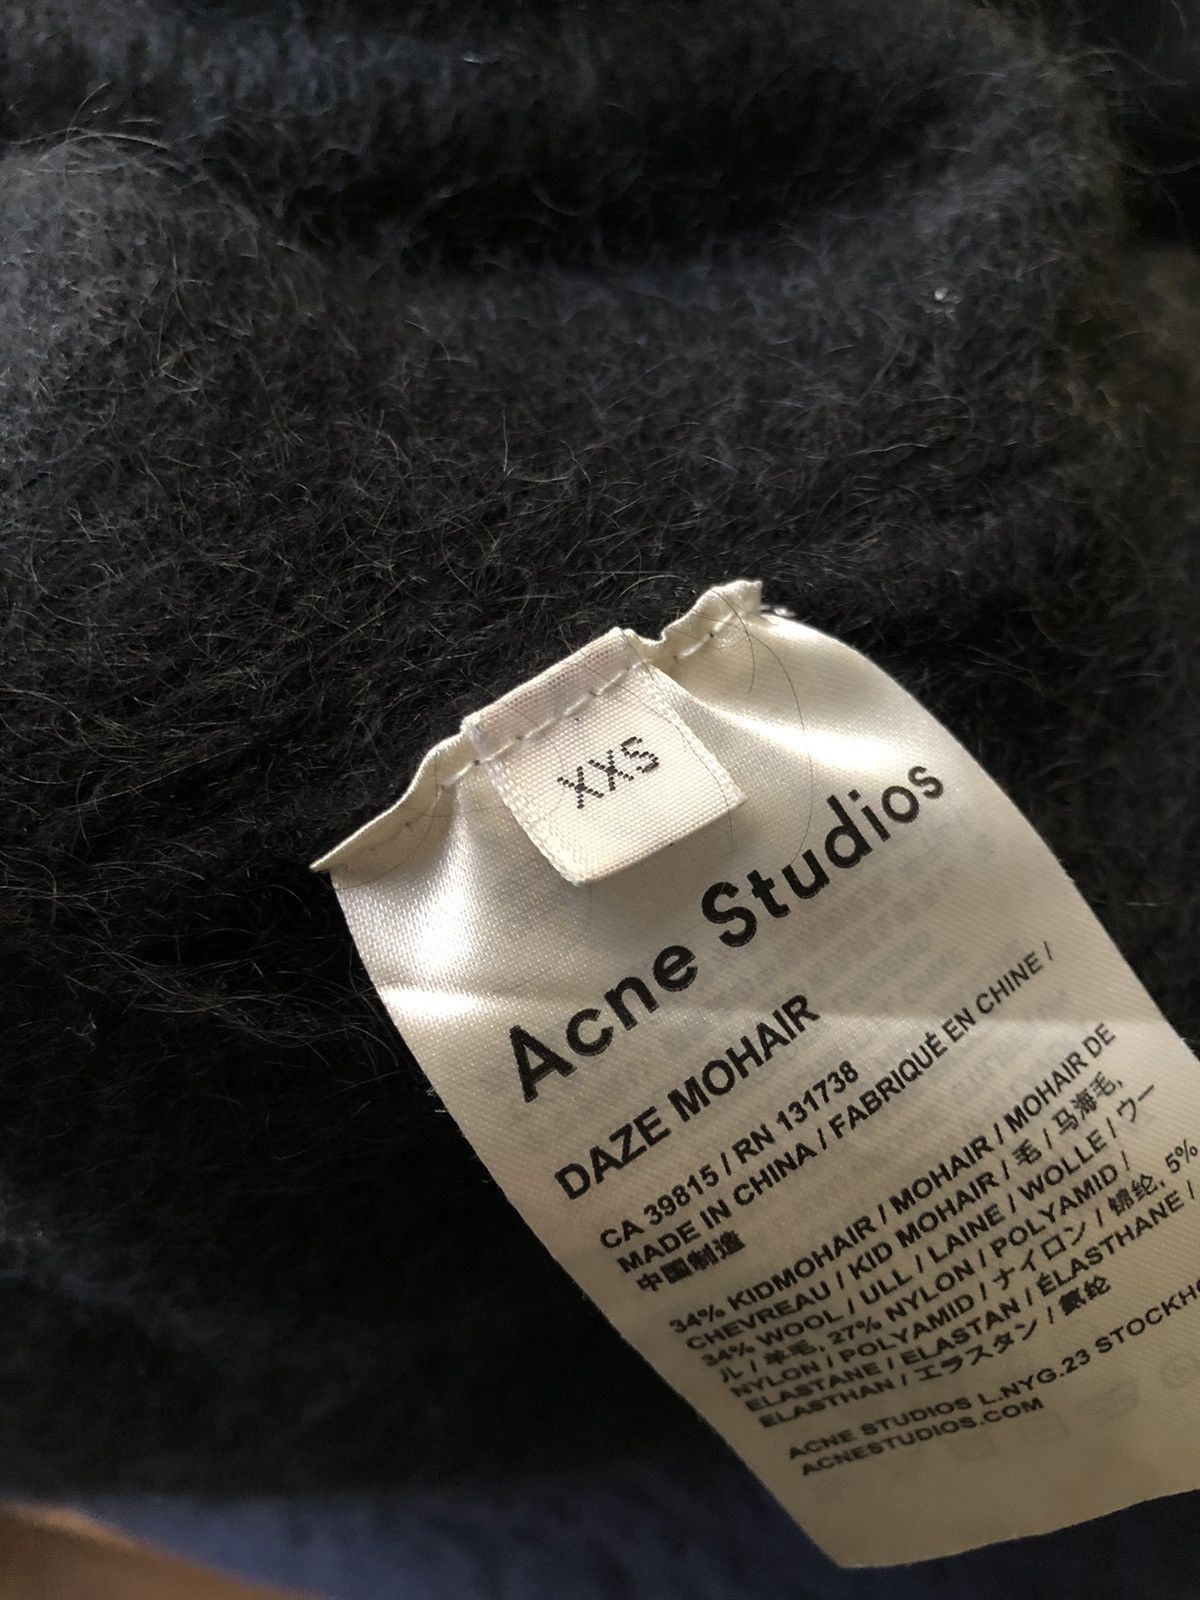 XXS
Acne Studios
DAZE MOHAIR
CA 39815 / RN 131738
MADE IN CHINA / FABRIQUÉ EN CHINE /
中国制造
34% KIDMOHAIR / MOHAIR / MOHAIR DE
CHEVREAU / KID MOHAIR / 毛 / 马海毛,
34% WOOL / ULL / LAINE / WOLLE / ウー
ル / 羊毛, 27% NYLON / POLYAMID /
NYLON / POLYAMID / ナイロン / 锦纶, 5%
ELASTANE / ELASTAN / ÉLASTHANE /
ELASTHAN / エラスタン / 氨纶
ACNE STUDIOS L.NYG.23 STOCKHO
ACNESTUDIOS.COM